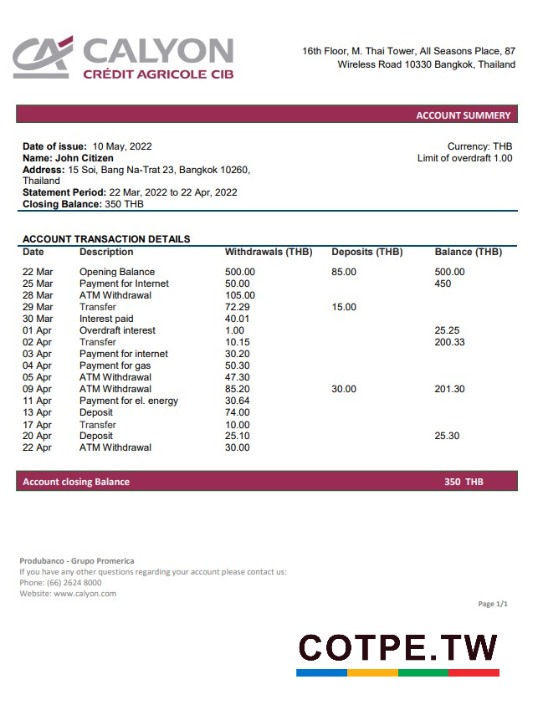 CALYON
CRÉDIT AGRICOLE CIB
16th Floor, M. Thai Tower, All Seasons Place, 87
Wireless Road 10330 Bangkok, Thailand
ACCOUNT SUMMERY
Date of issue: 10 May, 2022
Name: John Citizen
Address: 15 Soi, Bang Na-Trat 23, Bangkok 10260,
Thailand
Statement Period: 22 Mar, 2022 to 22 Apr, 2022
Closing Balance: 350 THB
Currency: THB
Limit of overdraft 1.00
ACCOUNT TRANSACTION DETAILS
Date Description Withdrawals (THB) Deposits (THB) Balance (THB)
22 Mar Opening Balance 500.00 85.00 500.00
25 Mar Payment for Internet 50.00 450
28 Mar ATM Withdrawal 105.00
29 Mar Transfer 72.29 15.00
30 Mar Interest paid 40.01
01 Apr Overdraft interest 1.00 25.25
02 Apr Transfer 10.15 200.33
03 Apr Payment for internet 30.20
04 Apr Payment for gas 50.30
05 Apr ATM Withdrawal 47.30
09 Apr ATM Withdrawal 85.20 30.00 201.30
11 Apr Payment for el. energy 30.64
13 Apr Deposit 74.00
17 Apr Transfer 10.00
20 Apr Deposit 25.10 25.30
22 Apr ATM Withdrawal 30.00
Account closing Balance 350 THB
Produbanco - Grupo Promerica
If you have any other questions regarding your account please contact us:
Phone: (66) 2624 8000
Website: www.calyon.com
Page 1/1
COTPE.TW